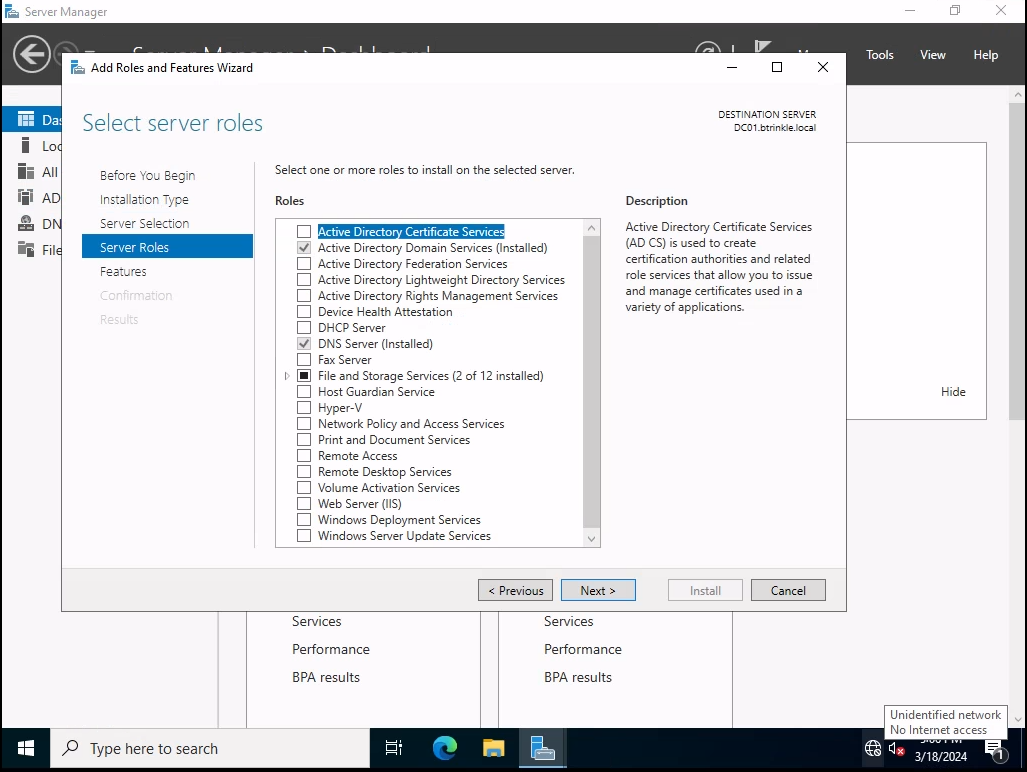 Server Manager
Tools View Help
Add Roles and Features Wizard
Select server roles
DESTINATION SERVER
DC01.btrinkle.local
Before You Begin
Installation Type
Server Selection
Server Roles
Features
Confirmation
Results
Select one or more roles to install on the selected server.
Roles
Active Directory Certificate Services
Active Directory Domain Services (Installed)
Active Directory Federation Services
Active Directory Lightweight Directory Services
Active Directory Rights Management Services
Device Health Attestation
DHCP Server
DNS Server (Installed)
Fax Server
File and Storage Services (2 of 12 installed)
Host Guardian Service
Hyper-V
Network Policy and Access Services
Print and Document Services
Remote Access
Remote Desktop Services
Volume Activation Services
Web Server (IIS)
Windows Deployment Services
Windows Server Update Services
Description
Active Directory Certificate Services
(AD CS) is used to create
certification authorities and related
role services that allow you to issue
and manage certificates used in a
variety of applications.
< Previous
Next >
Install
Cancel
Das
Loc
All
AD
DN
File
Hide
Services
Performance
BPA results
Services
Performance
BPA results
Unidentified network
No Internet access
Type here to search
3/18/2024
1